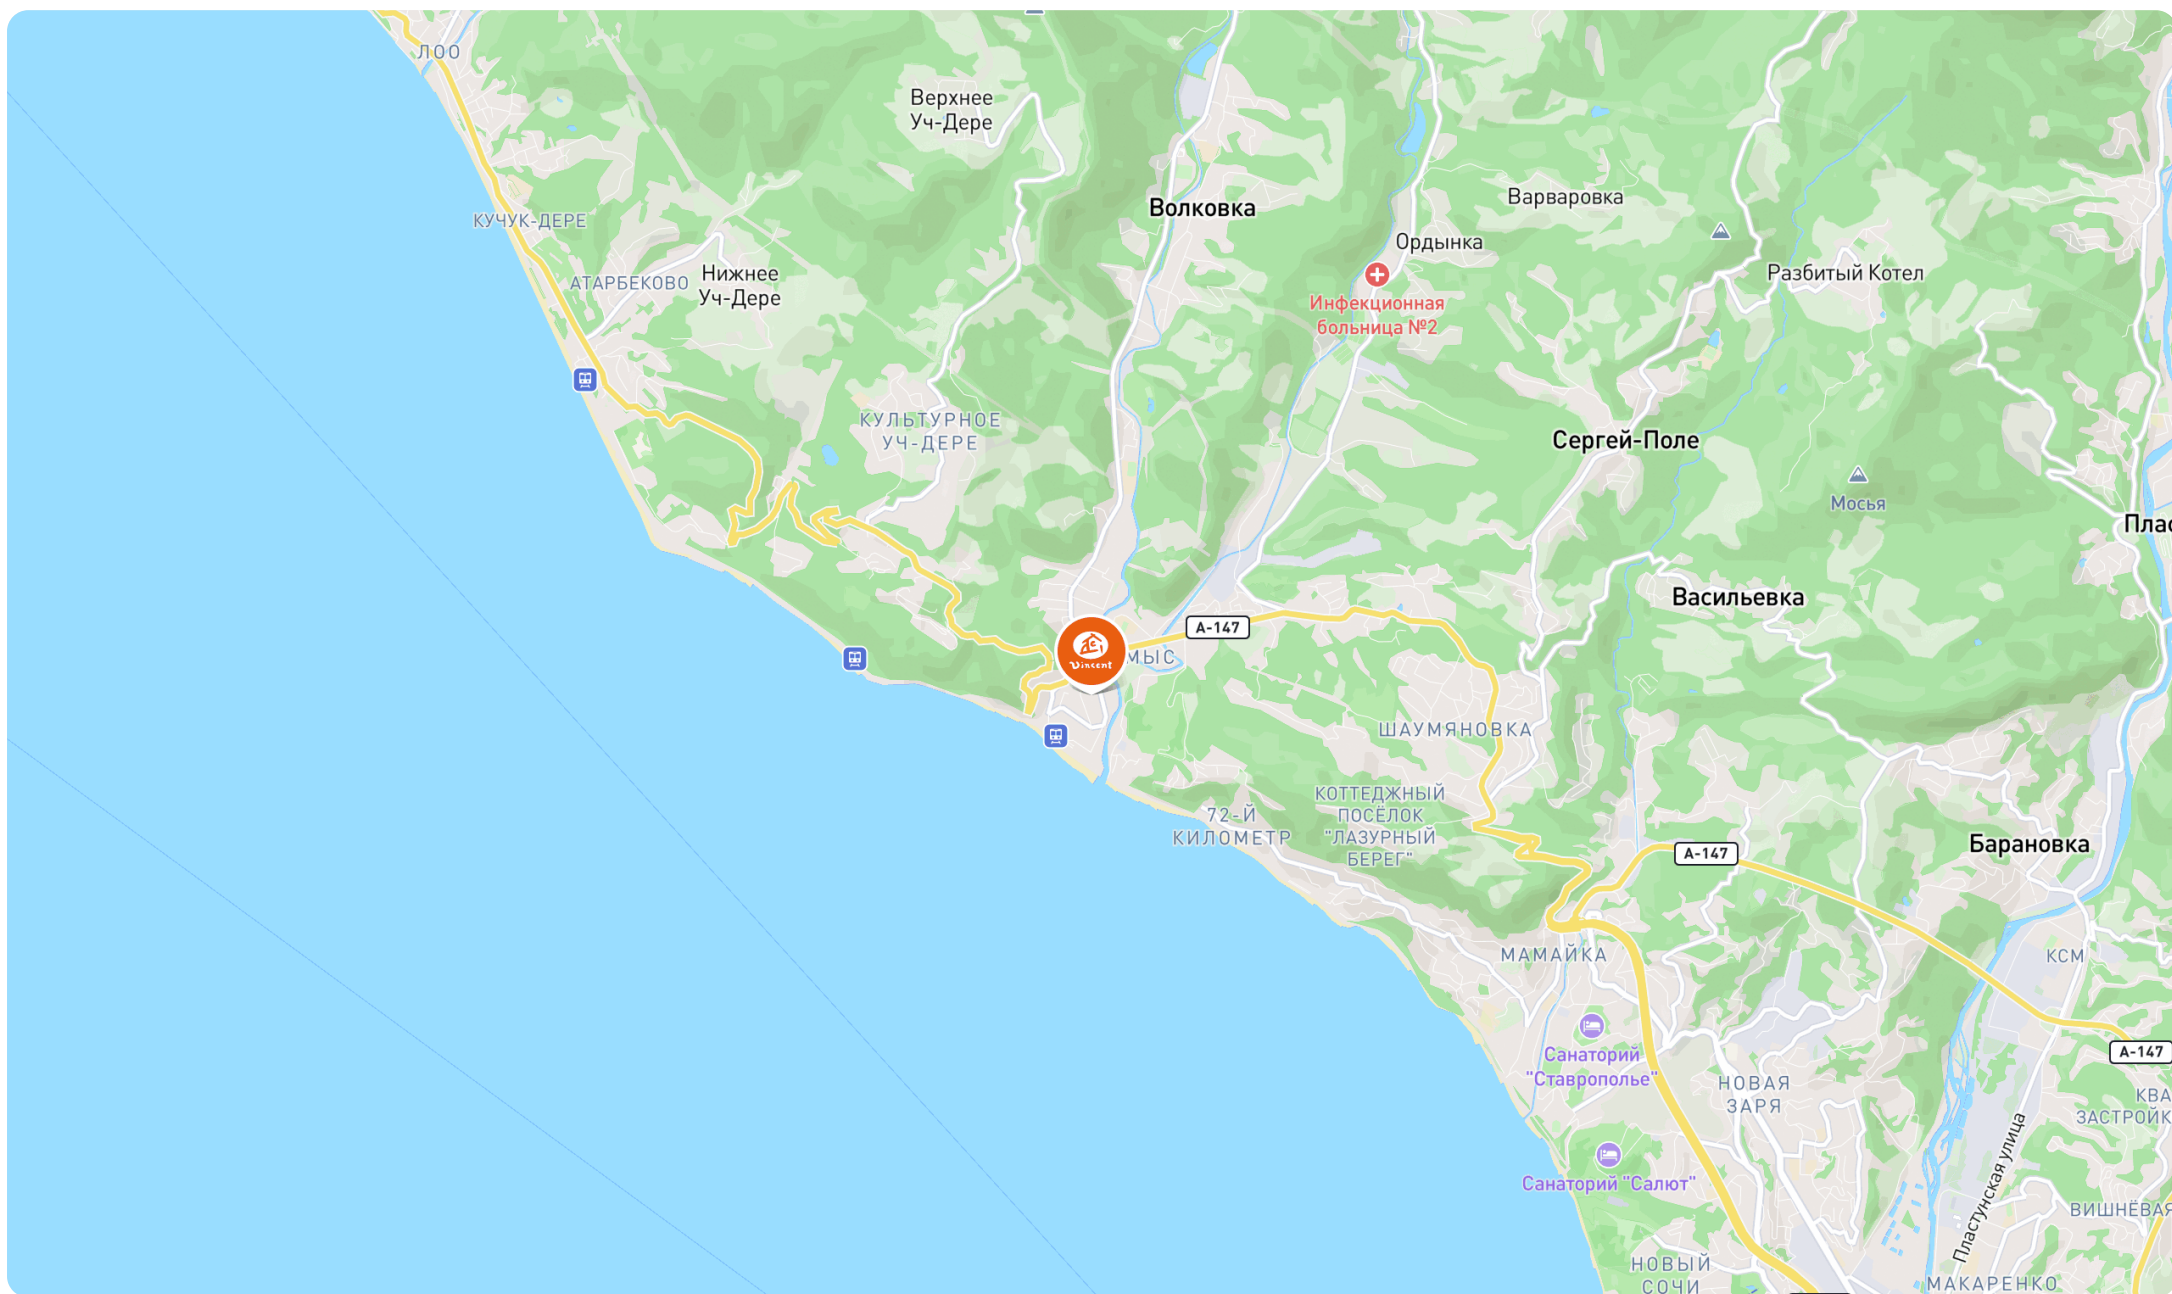 ЛОО
Верхнее
Уч-Дере
Волковка
Варваровка
КУЧУК-ДЕРЕ
Ордынка
АТАРБЕКОВО
Нижнее
Уч-Дере
Разбитый Котел
Инфекционная
больница №2
КУЛЬТУРНОЕ
УЧ-ДЕРЕ
Сергей-Поле
Мосья
Плас
Васильевка
А-147
Vincent
МЫС
ШАУМЯНОВКА
КОТТЕДЖНЫЙ
ПОСЁЛОК
"ЛАЗУРНЫЙ
БЕРЕГ"
72-Й
КИЛОМЕТР
А-147
Барановка
МАМАЙКА
КСМ
Санаторий
"Ставрополье"
А-147
НОВАЯ
ЗАРЯ
КВА
ЗАСТРОЙК
Пластунская улица
Санаторий "Салют"
ВИШНЁВАЯ
НОВЫЙ
СОЧИ
МАКАРЕНКО